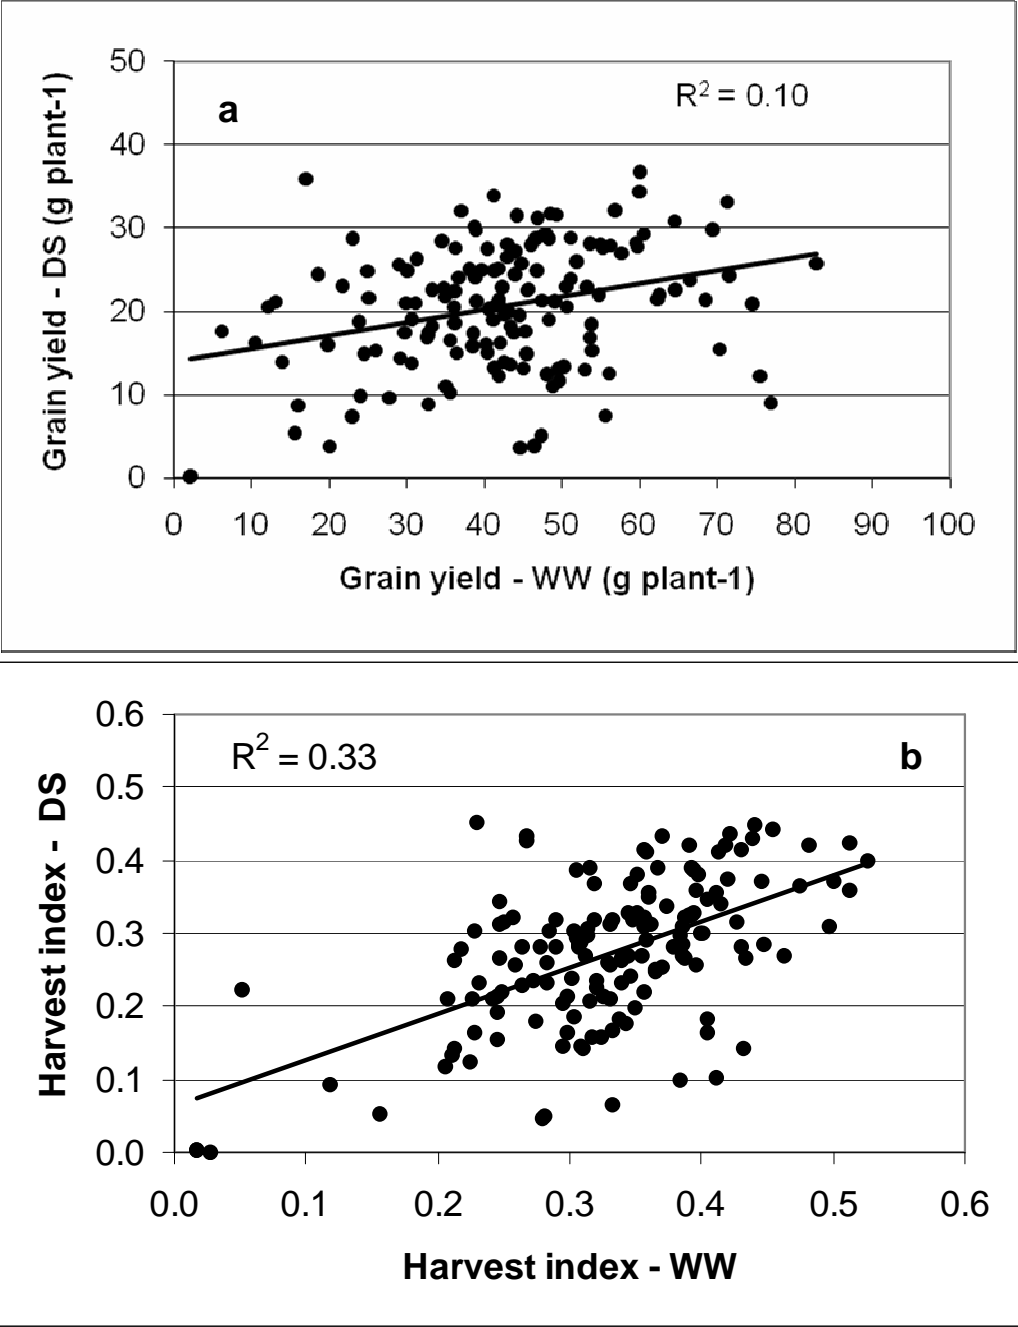 50
a
R² = 0.10
40
30
20
10
0
Grain yield - DS (g plant-1)
0 10 20 30 40 50 60 70 80 90 100
Grain yield - WW (g plant-1)
0.6
R² = 0.33
b
0.5
0.4
0.3
0.2
0.1
0.0
Harvest index - DS
0.0 0.1 0.2 0.3 0.4 0.5 0.6
Harvest index - WW